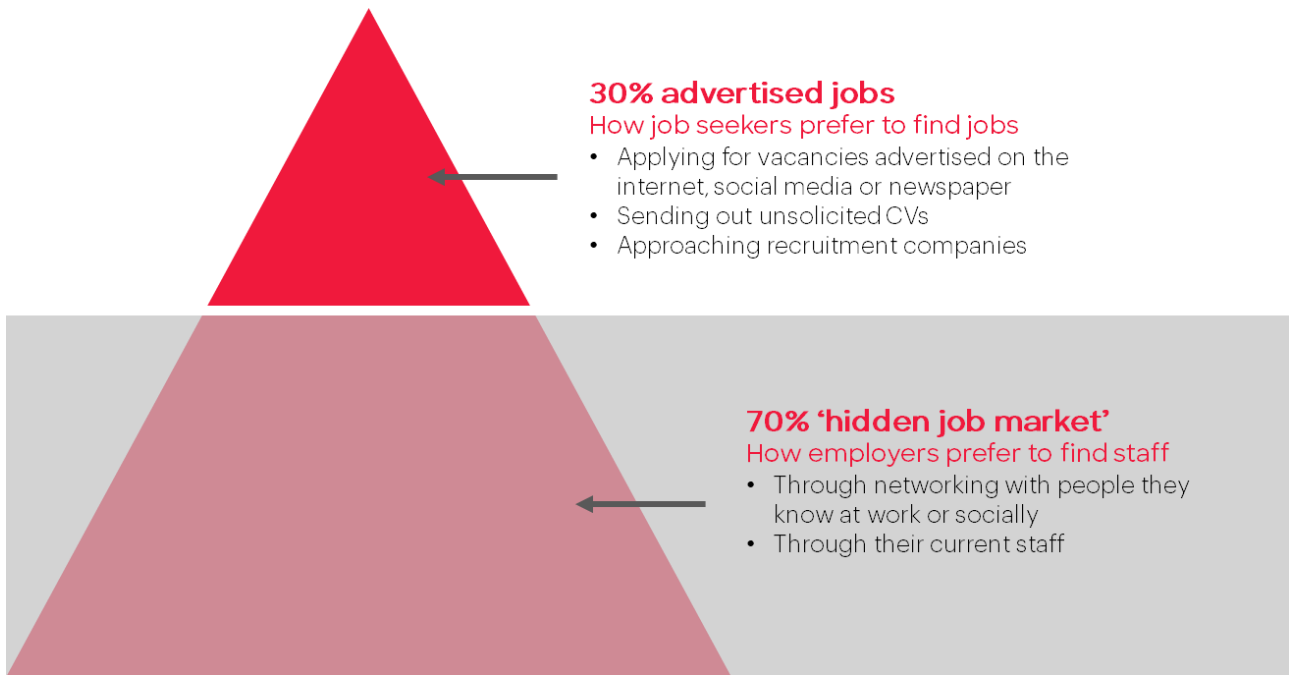 30% advertised jobs
How job seekers prefer to find jobs
• Applying for vacancies advertised on the
internet, social media or newspaper
• Sending out unsolicited CVs
• Approaching recruitment companies
70% ‘hidden job market’
How employers prefer to find staff
• Through networking with people they
know at work or socially
• Through their current staff